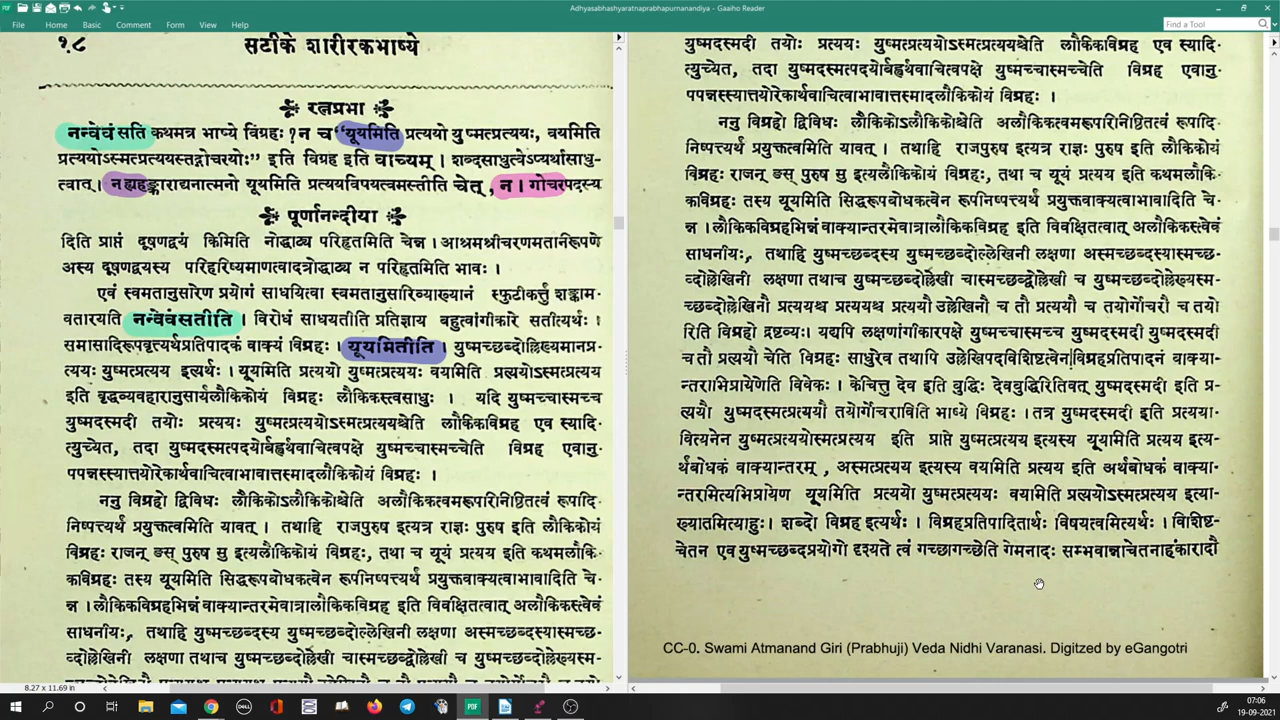 Adhyasabhashyaratnaprabhapurnanandiya - Gaaiho Reader
File Home Basic Comment Form View Help
Find a Tool
१८ सटीके शारीरकभाष्ये
रत्नप्रभा
नन्वेवं सति कथमत्र भाष्ये विग्रहः ? न च "यूयमिति प्रत्ययो युष्मत्प्रत्ययः, वयमिति
प्रत्ययोऽस्मत्प्रत्ययस्तद्गोचरयोः" इति विग्रह इति वाच्यम् । शब्दसाधुत्वेऽप्यर्थासाधु-
त्वात् । न ह्यहङ्काराद्यनात्मनो यूयमिति प्रत्ययविषयत्वमस्तीति चेत् , न । गोचरपदस्य
पूर्णानन्दीया
दिति प्राप्तं दूषणद्वयं किमिति नोद्भाव्य परिहृतमिति चेन्न । आश्रमश्रीचरणमतानिरूपणे
अस्य दूषणद्वयस्य परिहरिष्यमाणत्वादत्रोद्भाव्य न परिहृतमिति भावः ।
एवं स्वमतानुसारेण प्रयोगं साधयित्वा स्वमतानुसारिव्याख्यानं स्फुटीकर्त्तुं शङ्काम-
वतारयति नन्वेवंसतीति । विरोधं साधयतीति प्रतिज्ञाय बहुत्वांगीकारे सतीत्यर्थः ।
समासादिरूपवृत्त्यर्थप्रतिपादकं वाक्यं विग्रहः । यूयमितीति । युष्मच्छब्दोल्लिख्यमानप्र-
त्ययः युष्मत्प्रत्यय इत्यर्थः । यूयमिति प्रत्ययो युष्मत्प्रत्ययः वयमिति प्रत्ययोऽस्मत्प्रत्यय
इति वृद्धव्यवहारानुसार्यलौकिकोयं विग्रहः लौकिकस्त्वसाधुः । यदि युष्मच्चास्मच्च
युष्मदस्मदी तयोः प्रत्ययः युष्मत्प्रत्ययोऽस्मत्प्रत्ययश्चेति लौकीकविग्रह एव स्यादि-
त्युच्येत, तदा युष्मदस्मत्पदयोर्बह्वर्थवाचित्वपक्षे युष्मच्चास्मच्चेति विग्रह एवानु-
पपन्नस्स्यात्तयोरेकार्थवाचित्वाभावात्तस्मादलौकिकोयं विग्रहः ।
ननु विग्रहो द्विविधः लौकिकोऽलौकिकोश्चेति अलौकिकत्वमरूपरिनिष्ठितत्वं रूपादि-
निष्पत्त्यर्थं प्रयुक्तत्वमिति यावत् । तथाहि राजपुरुष इत्यत्र राज्ञः पुरुष इति लौकिकोयं
विग्रहः राजन् ङस् पुरुष सु इत्यलौकिकोयं विग्रहः, तथा च यूयं प्रत्यय इति कथमलौकि-
कोयं विग्रहः तस्य यूयमिति सिद्धरूपबोधकत्वेन रूपनिष्पत्त्यर्थं प्रयुक्तवाक्यत्वाभावादिति चे-
न्न । लौकिकविग्रहभिन्नं वाक्यान्तरमेवात्रालौकिकविग्रह इति विवक्षितत्वात् अलौकिकस्त्वेवं
साधनीयः, तथाहि युष्मच्छब्दस्य युष्मच्छब्दोल्लेखिनी लक्षणा अस्मच्छब्दस्यास्मच्छ-
ब्दोल्लेखिनी लक्षणा तथाच युष्मच्छब्दोल्लेखी चास्मच्छब्दोल्लेखी च युष्मच्छब्दोल्लेख्यस्म-
युष्मदस्मदी तयोः प्रत्ययः युष्मत्प्रत्ययोऽस्मत्प्रत्ययश्चेति लौकीकविग्रह एव स्यादि-
त्युच्येत, तदा युष्मदस्मत्पदयोर्बह्वर्थवाचित्वपक्षे युष्मच्चास्मच्चेति विग्रह एवानु-
पपन्नस्स्यात्तयोरेकार्थवाचित्वाभावात्तस्मादलौकिकोयं विग्रहः ।
ननु विग्रहो द्विविधः लौकिकोऽलौकिकोश्चेति अलौकिकत्वमरूपरिनिष्ठितत्वं रूपादि-
निष्पत्त्यर्थं प्रयुक्तत्वमिति यावत् । तथाहि राजपुरुष इत्यत्र राज्ञः पुरुष इति लौकिकोयं
विग्रहः राजन् ङस् पुरुष सु इत्यलौकिकोयं विग्रहः, तथा च यूयं प्रत्यय इति कथमलौकि-
कोयं विग्रहः तस्य यूयमिति सिद्धरूपबोधकत्वेन रूपनिष्पत्त्यर्थं प्रयुक्तवाक्यत्वाभावादिति चे-
न्न । लौकिकविग्रहभिन्नं वाक्यान्तरमेवात्रालौकिकविग्रह इति विवक्षितत्वात् अलौकिकस्त्वेवं
साधनीयः, तथाहि युष्मच्छब्दस्य युष्मच्छब्दोल्लेखिनी लक्षणा अस्मच्छब्दस्यास्मच्छ-
ब्दोल्लेखिनी लक्षणा तथाच युष्मच्छब्दोल्लेखी चास्मच्छब्दोल्लेखी च युष्मच्छब्दोल्लेख्यस्म-
च्छब्दोल्लेखिनौ प्रत्ययश्च प्रत्ययश्च प्रत्ययौ उल्लेखिनौ च तौ प्रत्ययौ च तयोर्गोचरौ च तयो-
रिति विग्रहो द्रष्टव्यः । यद्यपि लक्षणांगीकारपक्षे युष्मच्चास्मच्च युष्मदस्मदी युष्मदस्मदी
च तौ प्रत्ययौ चेति विग्रहः साधुरेव तथापि उल्लेखिपदविशिष्टत्वेन विग्रहप्रतिपादनं वाक्या-
न्तराभिप्रायेणेति विवेकः । केचित्तु देव इति बुद्धिः देवबुद्धिरितिवत् युष्मदस्मदी इति प्र-
त्ययौ युष्मदस्मत्प्रत्ययौ तयोर्गोचराविति भाष्ये विग्रहः । तत्र युष्मदस्मदी इति प्रत्यया-
वित्यनेन युष्मत्प्रत्ययोस्मत्प्रत्यय इति प्राप्ते युष्मत्प्रत्यय इत्यस्य यूयमिति प्रत्यय इत्य-
र्थबोधकं वाक्यान्तरम् , अस्मत्प्रत्यय इत्यस्य वयमिति प्रत्यय इति अर्थबोधकं वाक्या-
न्तरमित्यभिप्रायेण यूयमिति प्रत्ययो युष्मत्प्रत्ययः वयमिति प्रत्ययोऽस्मत्प्रत्यय इत्या-
ख्यातमित्याहुः । शब्दो विग्रह इत्यर्थः । विग्रहप्रतिपादितार्थः विषयत्वमित्यर्थः । विशिष्ट-
चेतन एव युष्मच्छब्दप्रयोगो दृश्यते त्वं गच्छागच्छेति गेमनादः सम्भवान्नाचेतनाहंकारादौ
CC-0. Swami Atmanand Giri (Prabhuji) Veda Nidhi Varanasi. Digitzed by eGangotri
8.27 x 11.69 in
07:06
19-09-2021